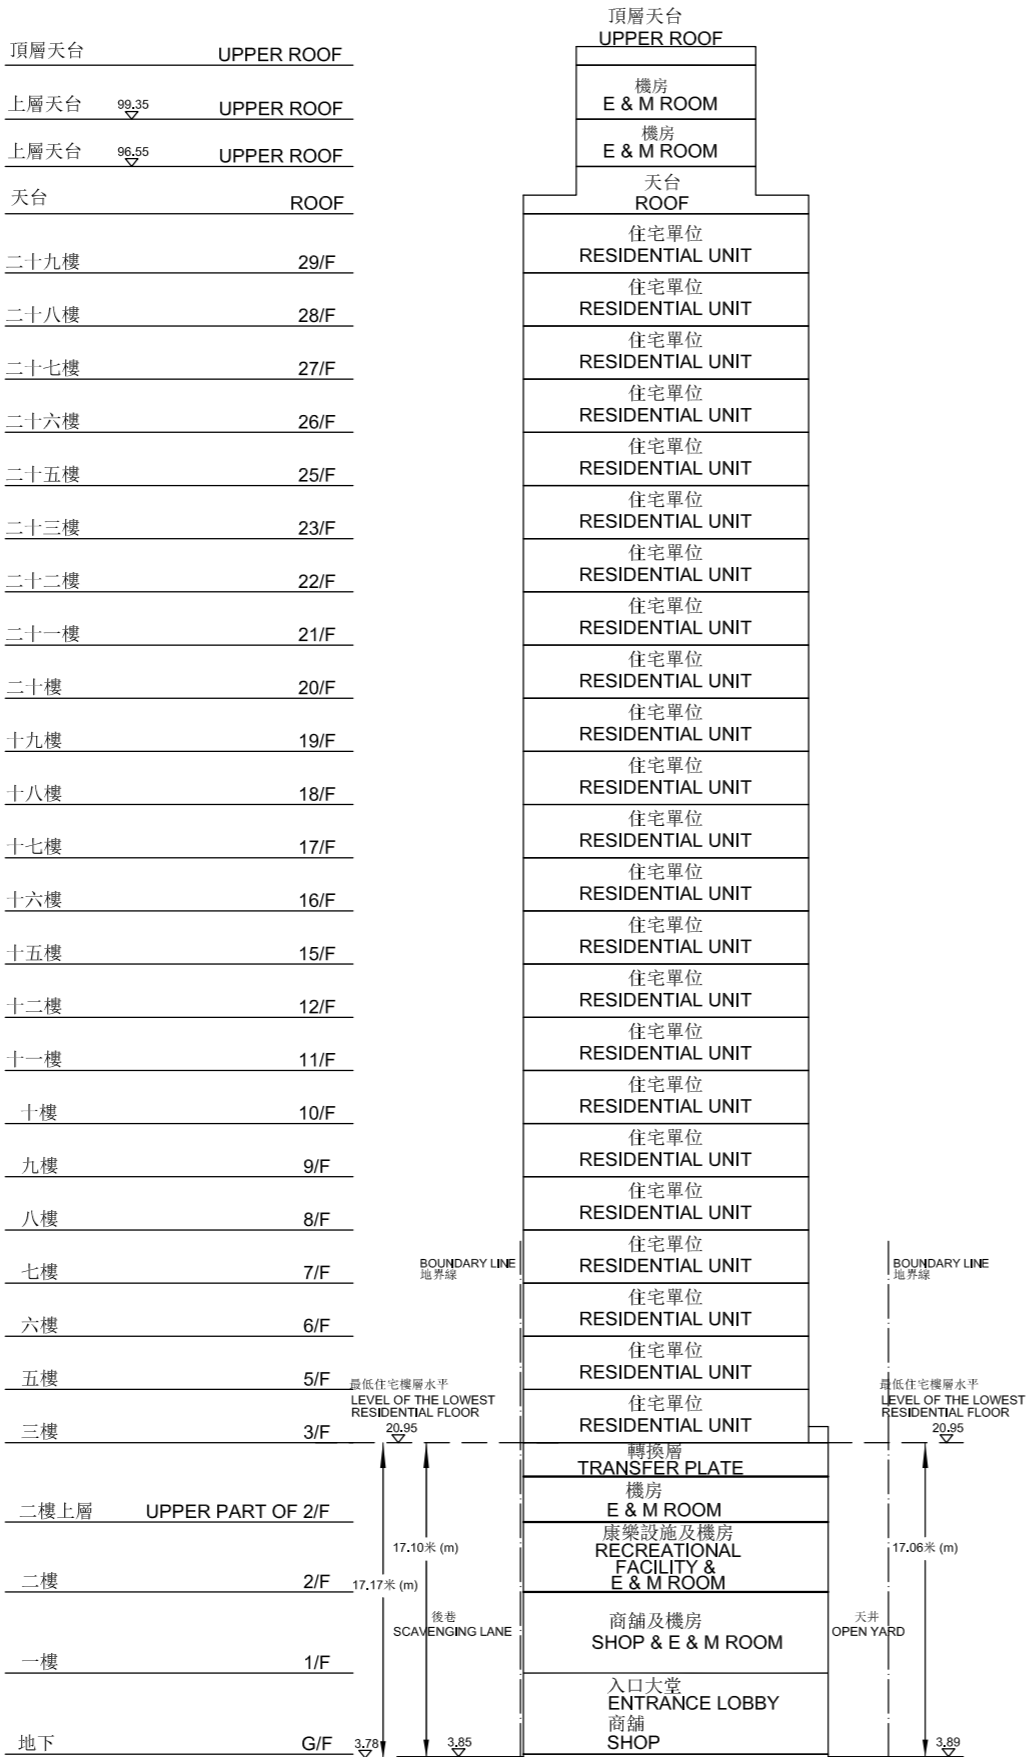 頂層天台
UPPER ROOF
頂層天台 UPPER ROOF
機房
E & M ROOM
上層天台 99.35 UPPER ROOF
機房
E & M ROOM
上層天台 96.55 UPPER ROOF
天台
ROOF
天台 ROOF
住宅單位
RESIDENTIAL UNIT
二十九樓 29/F
住宅單位
RESIDENTIAL UNIT
二十八樓 28/F
住宅單位
RESIDENTIAL UNIT
二十七樓 27/F
住宅單位
RESIDENTIAL UNIT
二十六樓 26/F
住宅單位
RESIDENTIAL UNIT
二十五樓 25/F
住宅單位
RESIDENTIAL UNIT
二十三樓 23/F
住宅單位
RESIDENTIAL UNIT
二十二樓 22/F
住宅單位
RESIDENTIAL UNIT
二十一樓 21/F
住宅單位
RESIDENTIAL UNIT
二十樓 20/F
住宅單位
RESIDENTIAL UNIT
十九樓 19/F
住宅單位
RESIDENTIAL UNIT
十八樓 18/F
住宅單位
RESIDENTIAL UNIT
十七樓 17/F
住宅單位
RESIDENTIAL UNIT
十六樓 16/F
住宅單位
RESIDENTIAL UNIT
十五樓 15/F
住宅單位
RESIDENTIAL UNIT
十二樓 12/F
住宅單位
RESIDENTIAL UNIT
十一樓 11/F
住宅單位
RESIDENTIAL UNIT
十樓 10/F
住宅單位
RESIDENTIAL UNIT
九樓 9/F
住宅單位
RESIDENTIAL UNIT
八樓 8/F
住宅單位
RESIDENTIAL UNIT
七樓 7/F
BOUNDARY LINE
地界線
BOUNDARY LINE
地界線
住宅單位
RESIDENTIAL UNIT
六樓 6/F
住宅單位
RESIDENTIAL UNIT
五樓 5/F
最低住宅樓層水平
LEVEL OF THE LOWEST
RESIDENTIAL FLOOR
20.95
住宅單位
RESIDENTIAL UNIT
最低住宅樓層水平
LEVEL OF THE LOWEST
RESIDENTIAL FLOOR
20.95
三樓 3/F
轉換層
TRANSFER PLATE
機房
E & M ROOM
二樓上層 UPPER PART OF 2/F
康樂設施及機房
RECREATIONAL
FACILITY &
E & M ROOM
17.10米 (m)
17.06米 (m)
二樓 2/F
17.17米 (m)
後巷
SCAVENGING LANE
商舖及機房
SHOP & E & M ROOM
天井
OPEN YARD
一樓 1/F
入口大堂
ENTRANCE LOBBY
商舖
SHOP
地下 G/F
3.78
3.85
3.89